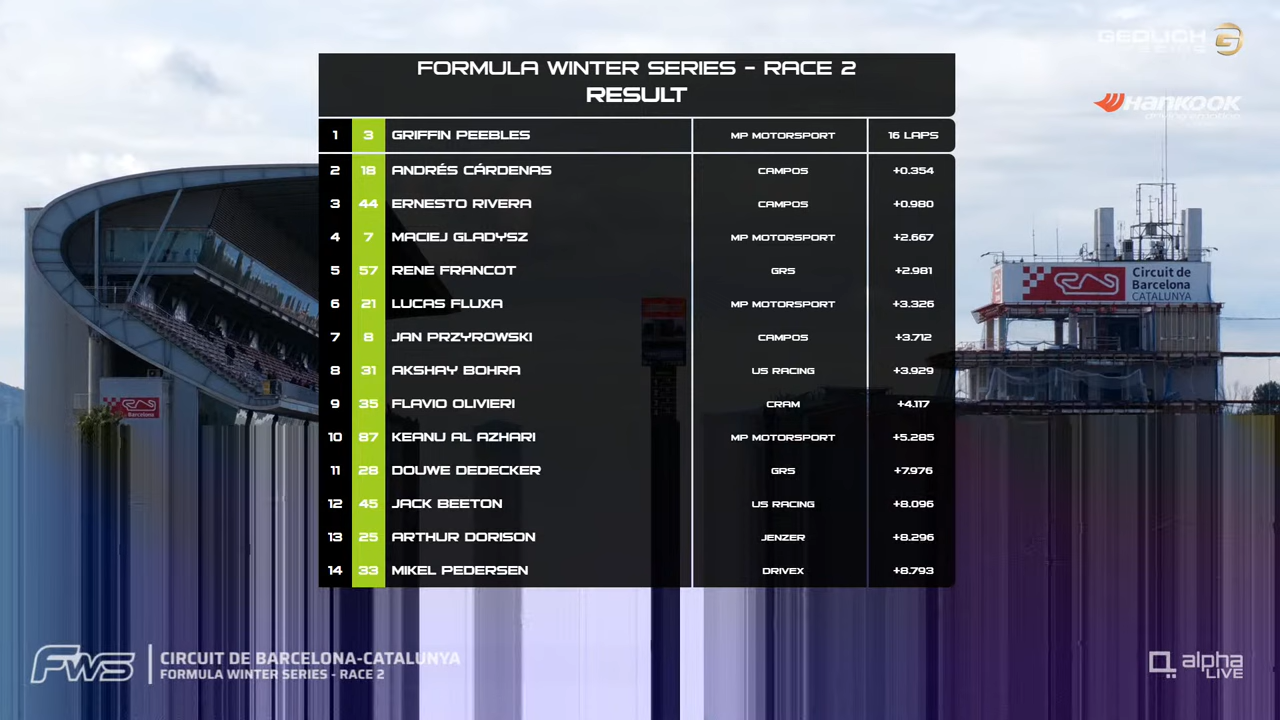 GEDLICH
RACING
HANKOOK
driving emotion
FORMULA WINTER SERIES - RACE 2
RESULT
1 3 GRIFFIN PEEBLES MP MOTORSPORT 16 LAPS
2 18 ANDRÉS CÁRDENAS CAMPOS +0.354
3 44 ERNESTO RIVERA CAMPOS +0.980
4 7 MACIEJ GLADYSZ MP MOTORSPORT +2.667
5 57 RENE FRANCOT GRS +2.981
6 21 LUCAS FLUXA MP MOTORSPORT +3.326
7 8 JAN PRZYROWSKI CAMPOS +3.712
8 31 AKSHAY BOHRA US RACING +3.929
9 35 FLAVIO OLIVIERI CRAM +4.117
10 87 KEANU AL AZHARI MP MOTORSPORT +5.285
11 28 DOUWE DEDECKER GRS +7.976
12 45 JACK BEETON US RACING +8.096
13 25 ARTHUR DORISON JENZER +8.296
14 33 MIKEL PEDERSEN DRIVEX +8.793
Circuit de
Barcelona
CATALUNYA
Barcelona
FWS
CIRCUIT DE BARCELONA-CATALUNYA
FORMULA WINTER SERIES - RACE 2
alpha
LIVE